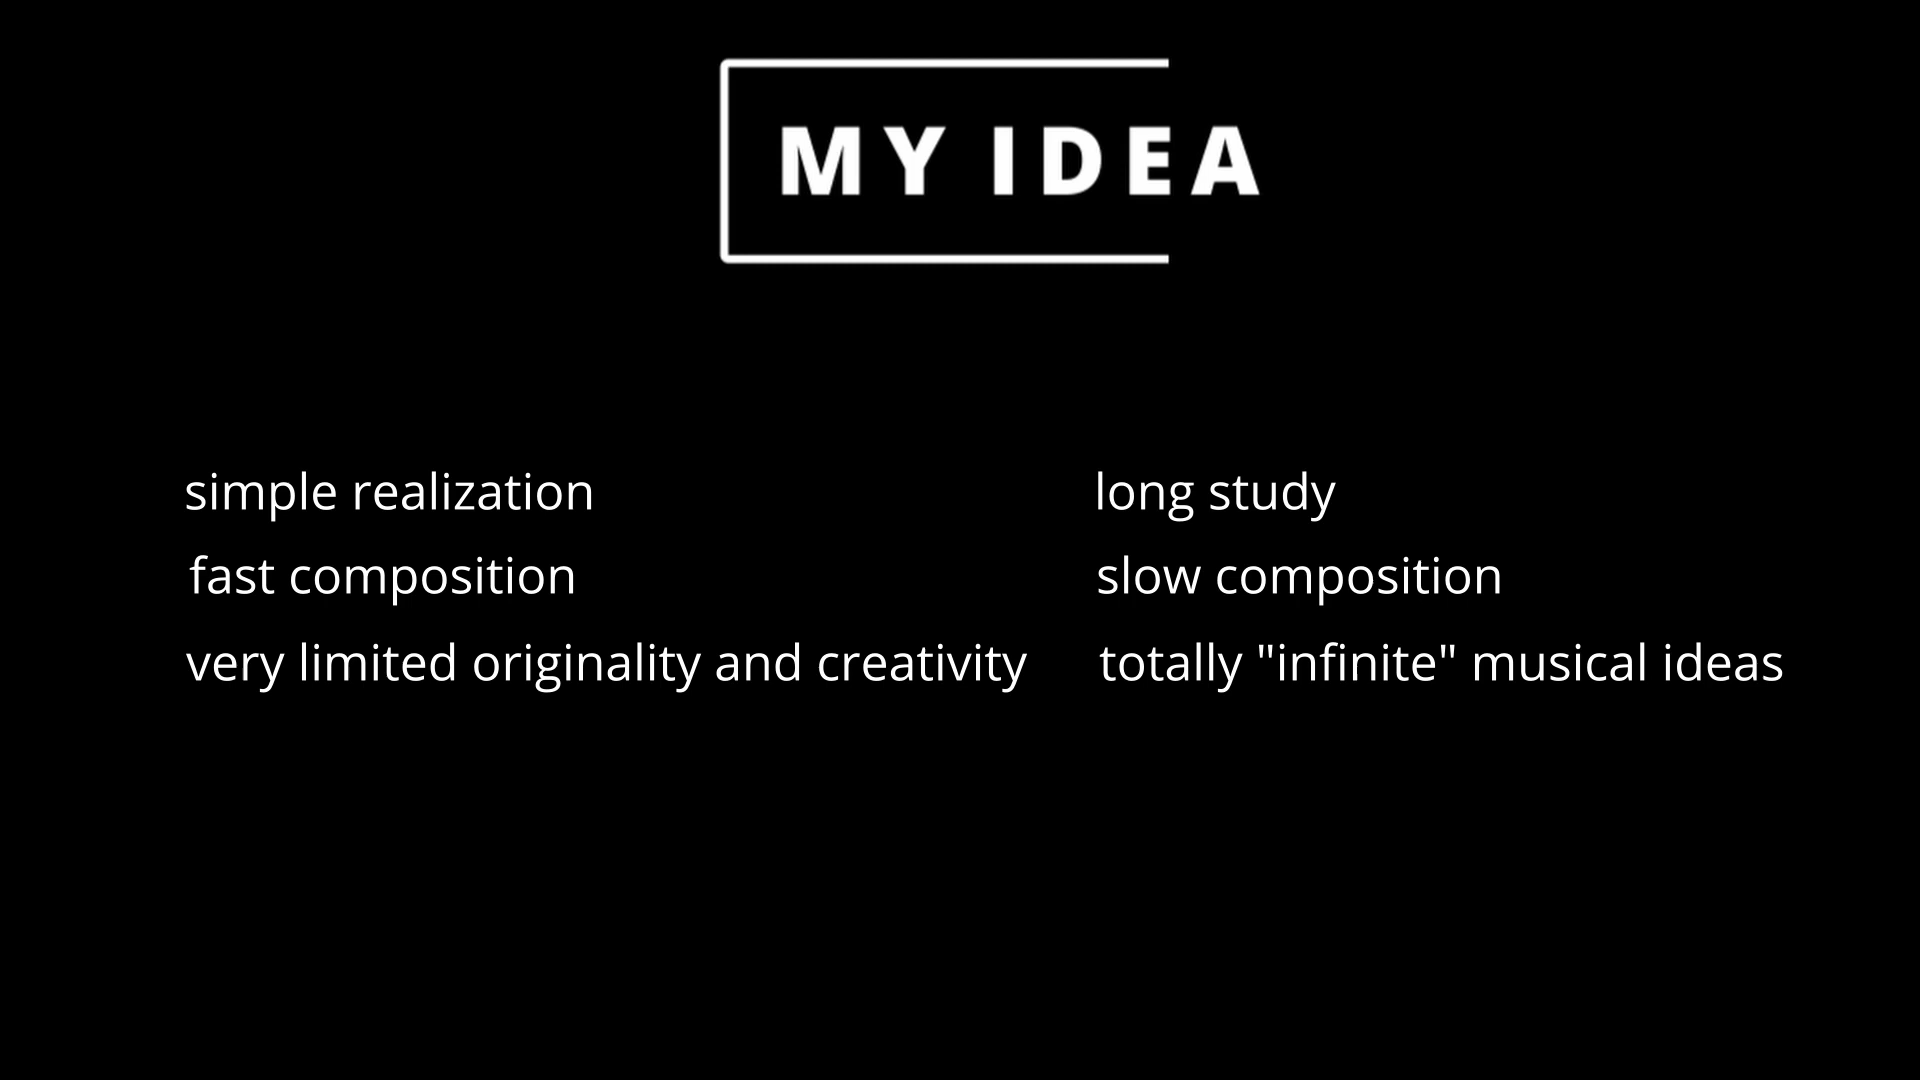 MY IDEA
simple realization
fast composition
very limited originality and creativity
long study
slow composition
totally "infinite" musical ideas